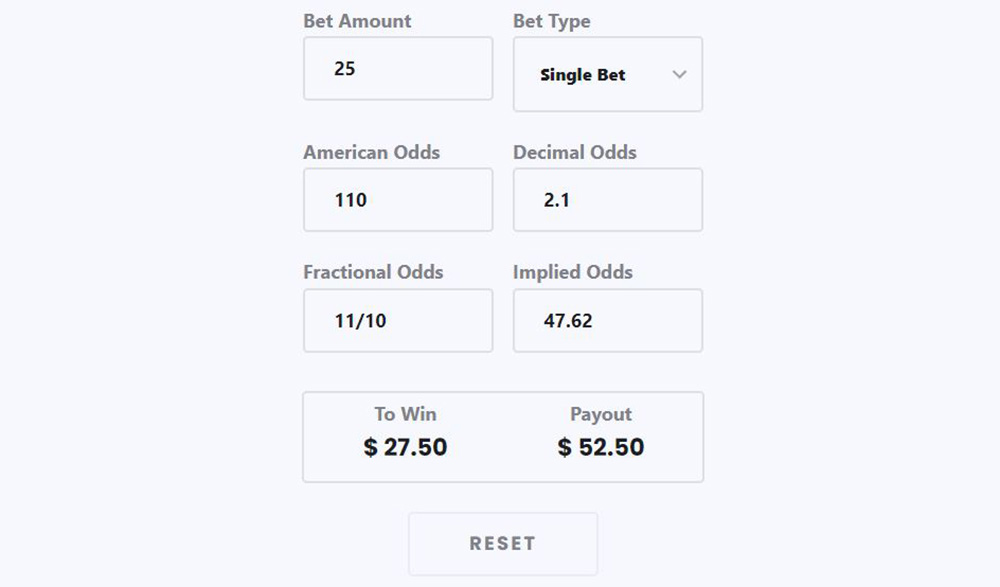 Bet Amount Bet Type
25 Single Bet
American Odds Decimal Odds
110 2.1
Fractional Odds Implied Odds
11/10 47.62
To Win Payout
$ 27.50 $ 52.50
RESET